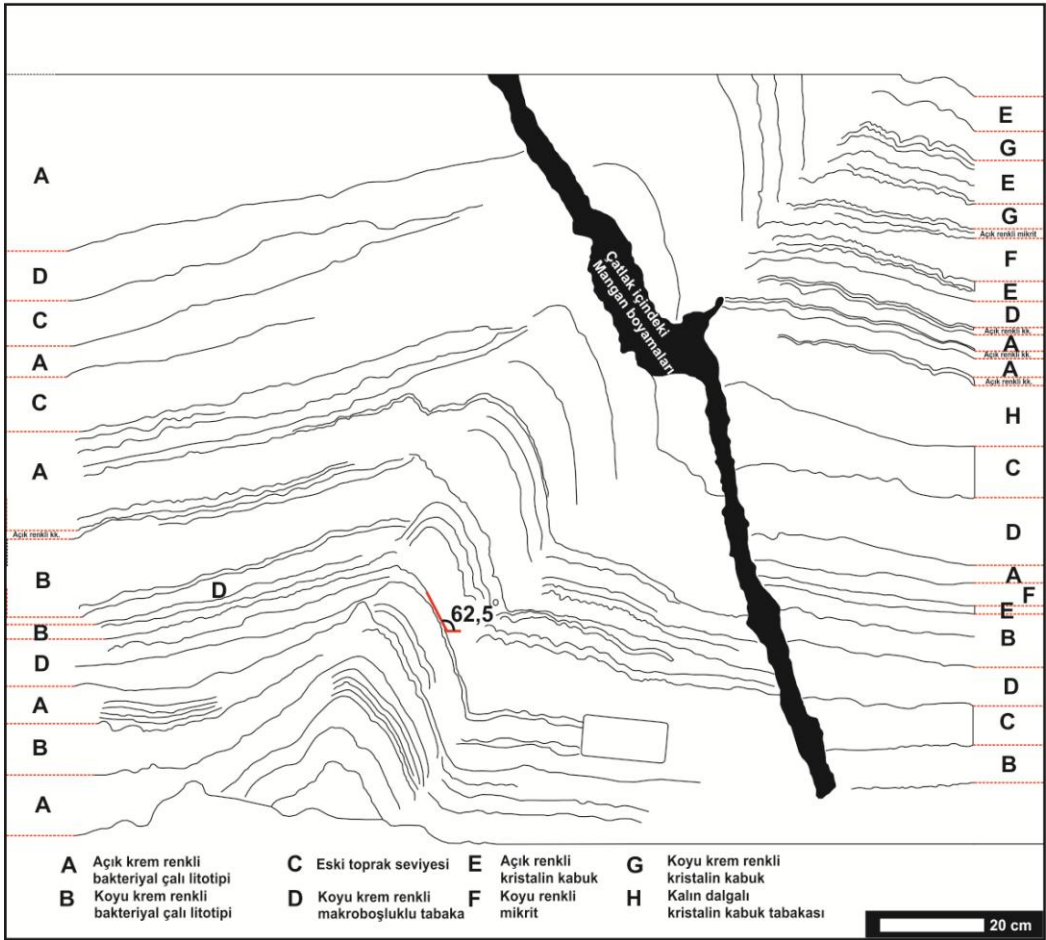 A
D
C
A
C
A
Açık renkli kk.
B
D
B
D
A
B
A
Çatlak içindeki
Mangan boyamaları
62,5°
E
G
E
G
Açık renkli mikrit
F
E
D
Açık renkli kk.
A
Açık renkli kk.
A
Açık renkli kk.
H
C
D
A
F
E
B
D
C
B
A Açık krem renkli
bakteriyal çalı litotipi
B Koyu krem renkli
bakteriyal çalı litotipi
C Eski toprak seviyesi
D Koyu krem renkli
makroboşluklu tabaka
E Açık renkli
kristalin kabuk
F Koyu renkli
mikrit
G Koyu krem renkli
kristalin kabuk
H Kalın dalgalı
kristalin kabuk tabakası
20 cm